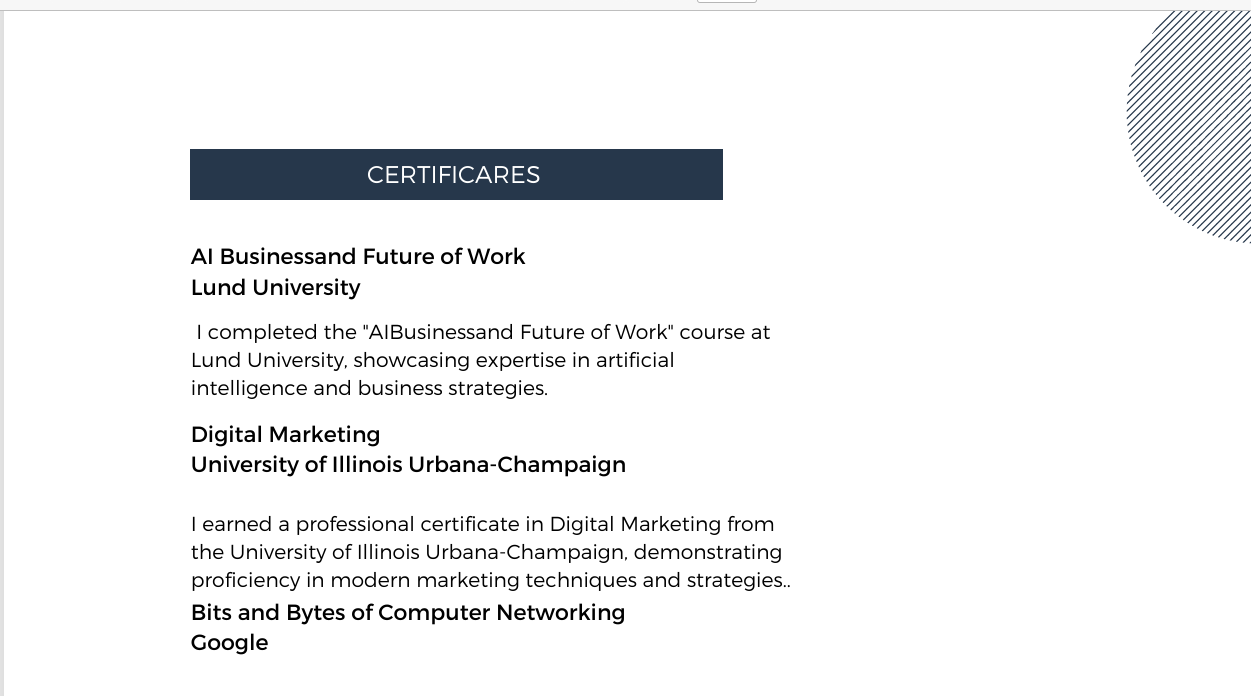 CERTIFICARES
AI Businessand Future of Work
Lund University
I completed the "AIBusinessand Future of Work" course at
Lund University, showcasing expertise in artificial
intelligence and business strategies.
Digital Marketing
University of Illinois Urbana-Champaign
I earned a professional certificate in Digital Marketing from
the University of Illinois Urbana-Champaign, demonstrating
proficiency in modern marketing techniques and strategies..
Bits and Bytes of Computer Networking
Google